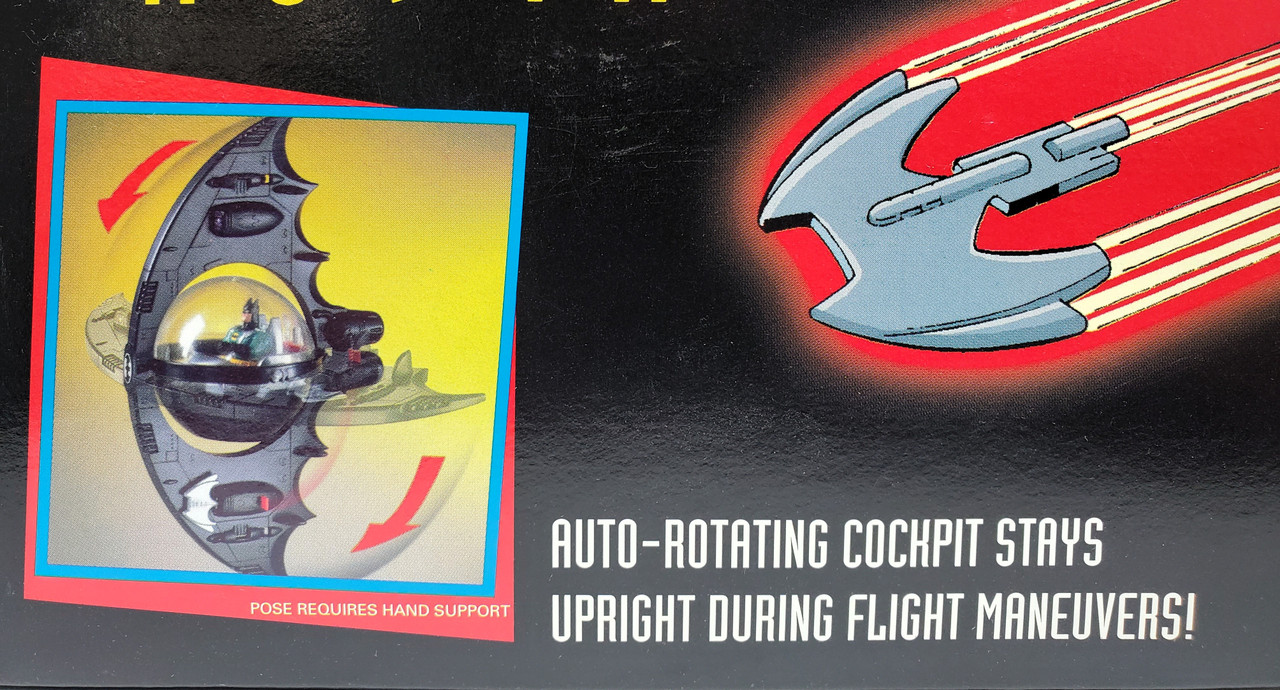 POSE REQUIRES HAND SUPPORT
AUTO-ROTATING COCKPIT STAYS
UPRIGHT DURING FLIGHT MANEUVERS!